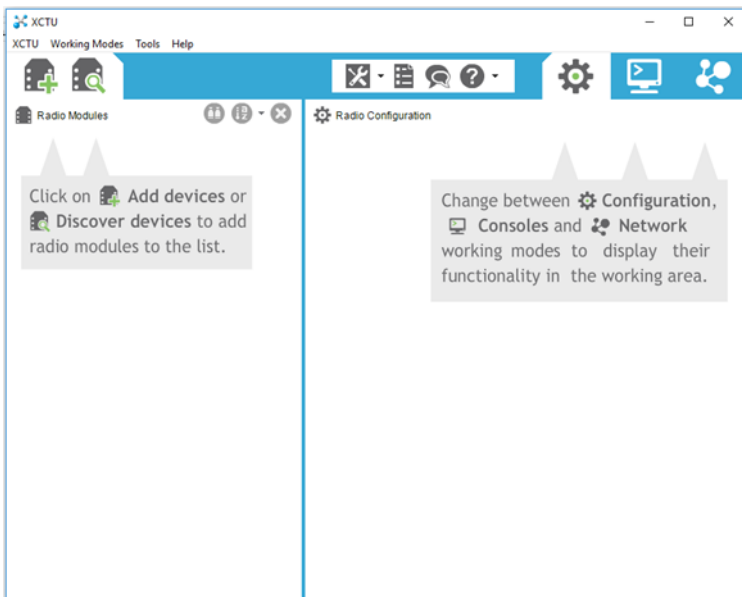 XCTU
XCTU Working Modes Tools Help
Radio Modules
Radio Configuration
Click on Add devices or
Discover devices to add
radio modules to the list.
Change between Configuration,
Consoles and Network
working modes to display their
functionality in the working area.